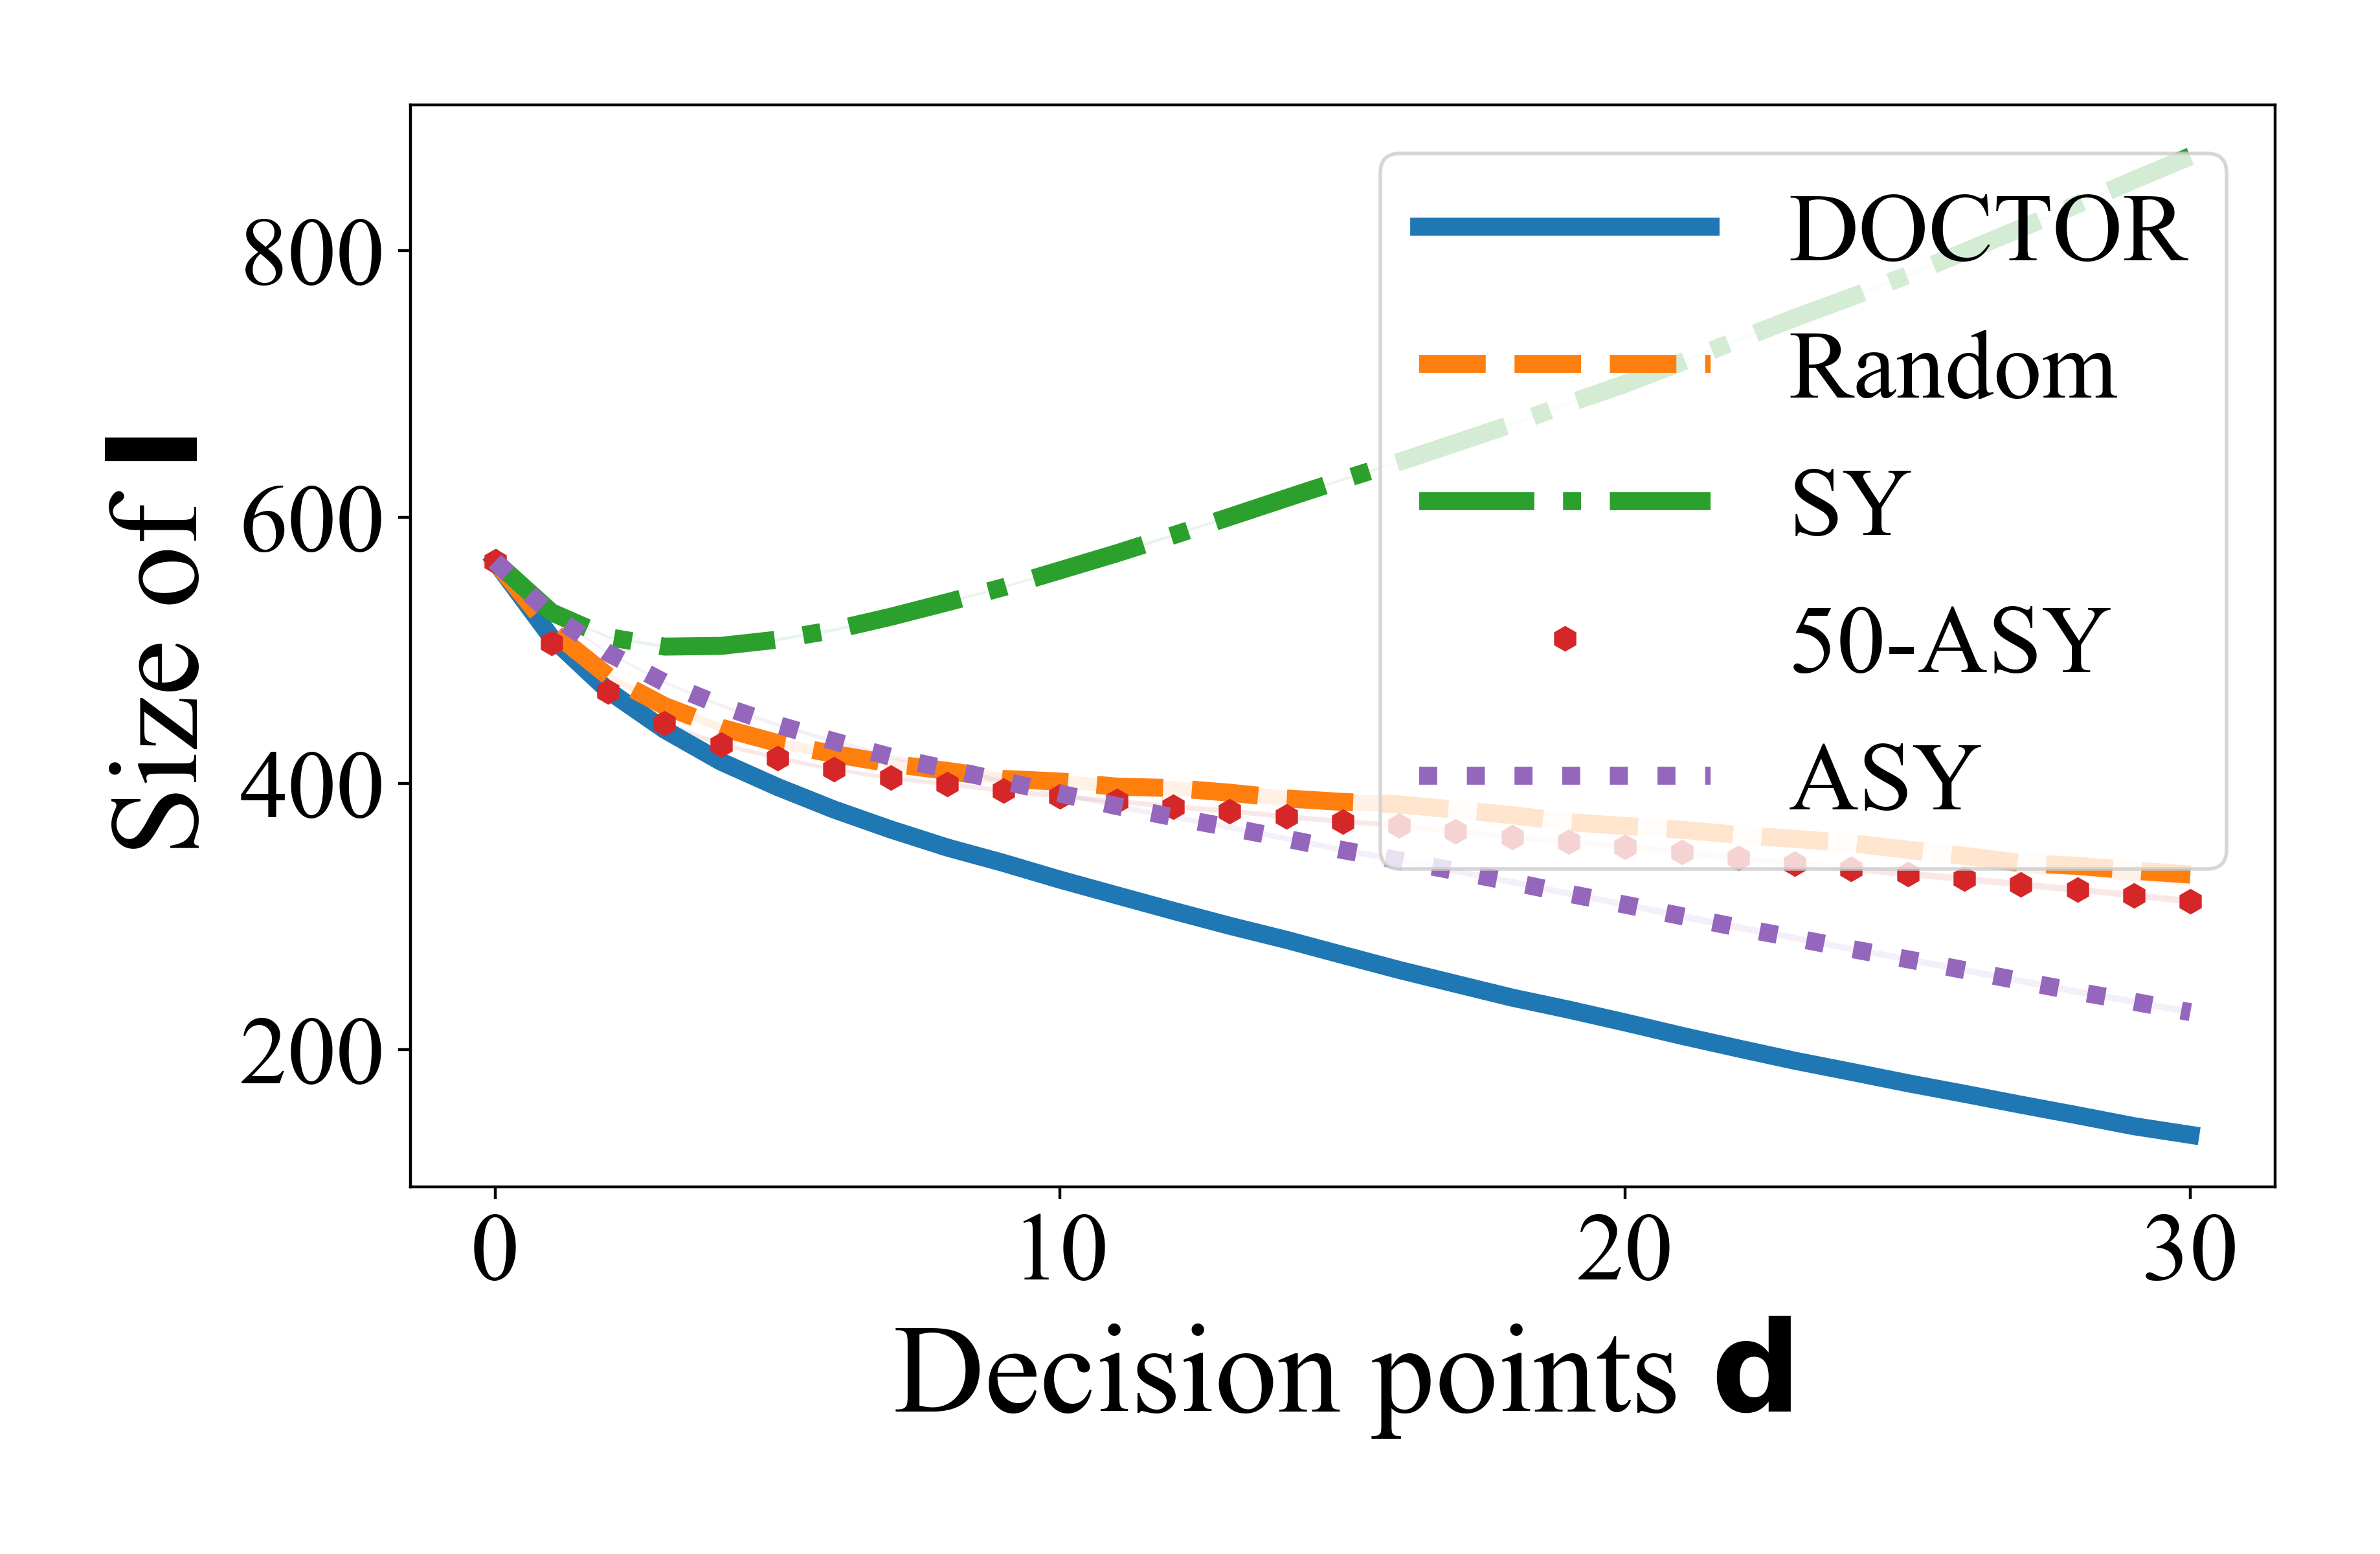 Size of I
800
600
400
200
DOCTOR
Random
SY
50-ASY
ASY
0 10 20 30
Decision points d